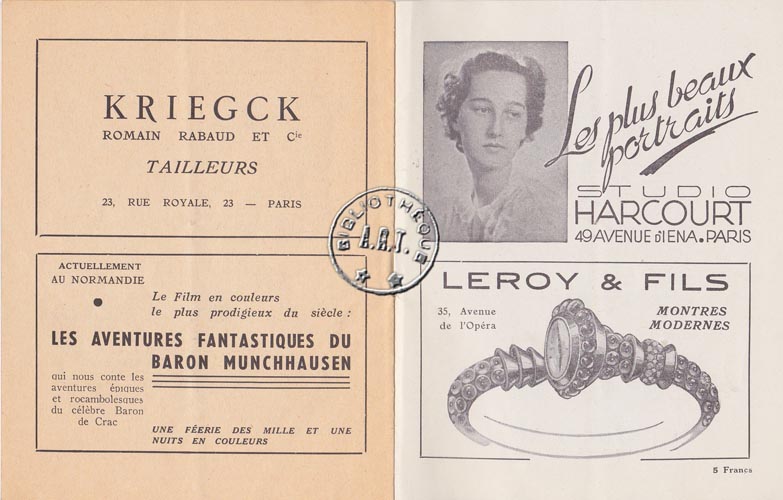 KRIEGCK
ROMAIN RABAUD ET Cie
TAILLEURS
23, RUE ROYALE, 23 — PARIS
ACTUELLEMENT
AU NORMANDIE
●
Le Film en couleurs
le plus prodigieux du siècle :
LES AVENTURES FANTASTIQUES DU
BARON MUNCHHAUSEN
qui nous conte les
aventures épiques
et rocambolesques
du célèbre Baron
de Crac
UNE FÉERIE DES MILLE ET UNE
NUITS EN COULEURS
BIBLIOTHÈQUE
A.R.T.
Les plus beaux
portraits
STUDIO
HARCOURT
49 AVENUE D'IENA. PARIS
LEROY & FILS
35, Avenue
de l'Opéra
MONTRES
MODERNES
5 Francs